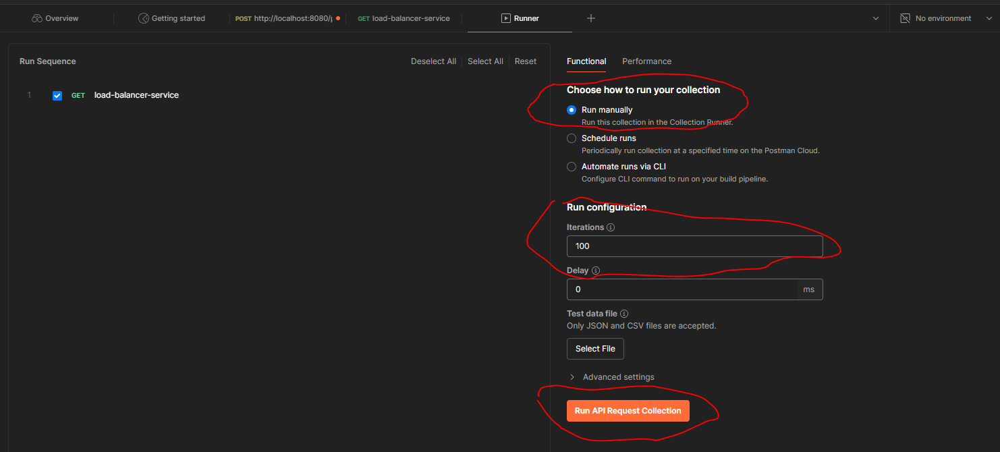 Overview
Getting started
POST http://localhost:8080/p
GET load-balancer-service
Runner
No environment
Run Sequence
Deselect All
Select All
Reset
1 GET load-balancer-service
Functional
Performance
Choose how to run your collection
Run manually
Run this collection in the Collection Runner.
Schedule runs
Periodically run collection at a specified time on the Postman Cloud.
Automate runs via CLI
Configure CLI command to run on your build pipeline.
Run configuration
Iterations
100
Delay
0 ms
Test data file
Only JSON and CSV files are accepted.
Select File
Advanced settings
Run API Request Collection